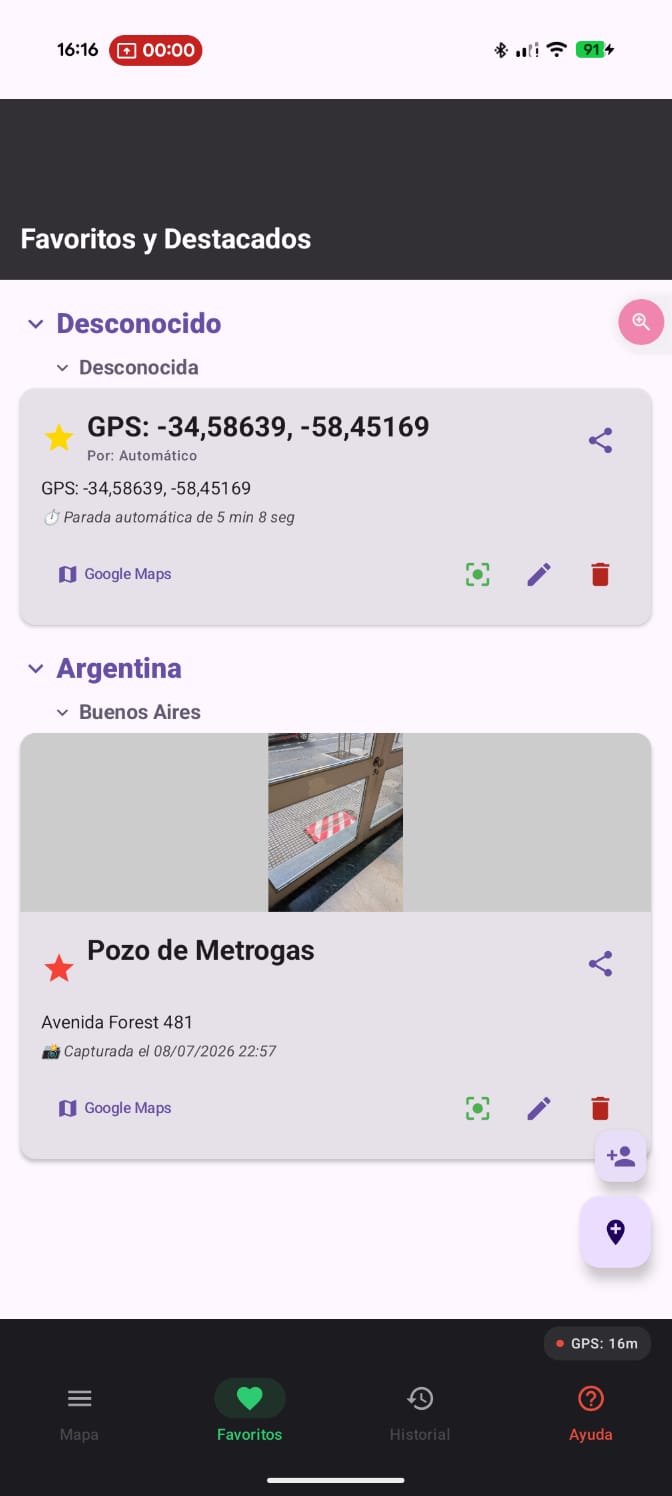 16:16
00:00
91
Favoritos y Destacados
Desconocido
Desconocida
GPS: -34,58639, -58,45169
Por: Automático
GPS: -34,58639, -58,45169
Parada automática de 5 min 8 seg
Google Maps
Argentina
Buenos Aires
Pozo de Metrogas
Avenida Forest 481
Capturada el 08/07/2026 22:57
Google Maps
GPS: 16m
Mapa
Favoritos
Historial
Ayuda